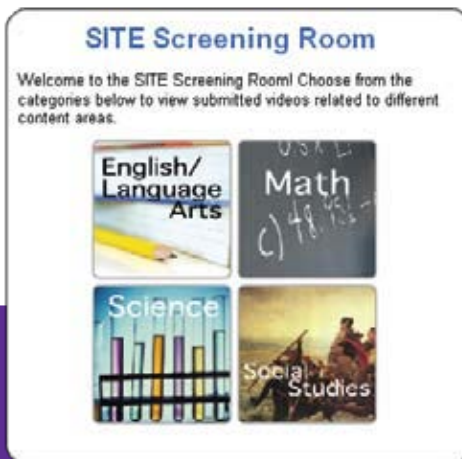 SITE Screening Room
Welcome to the SITE Screening Room! Choose from the
categories below to view submitted videos related to different
content areas.
English/
Language
Arts
Math
C) 48.
Science
Social
Studies